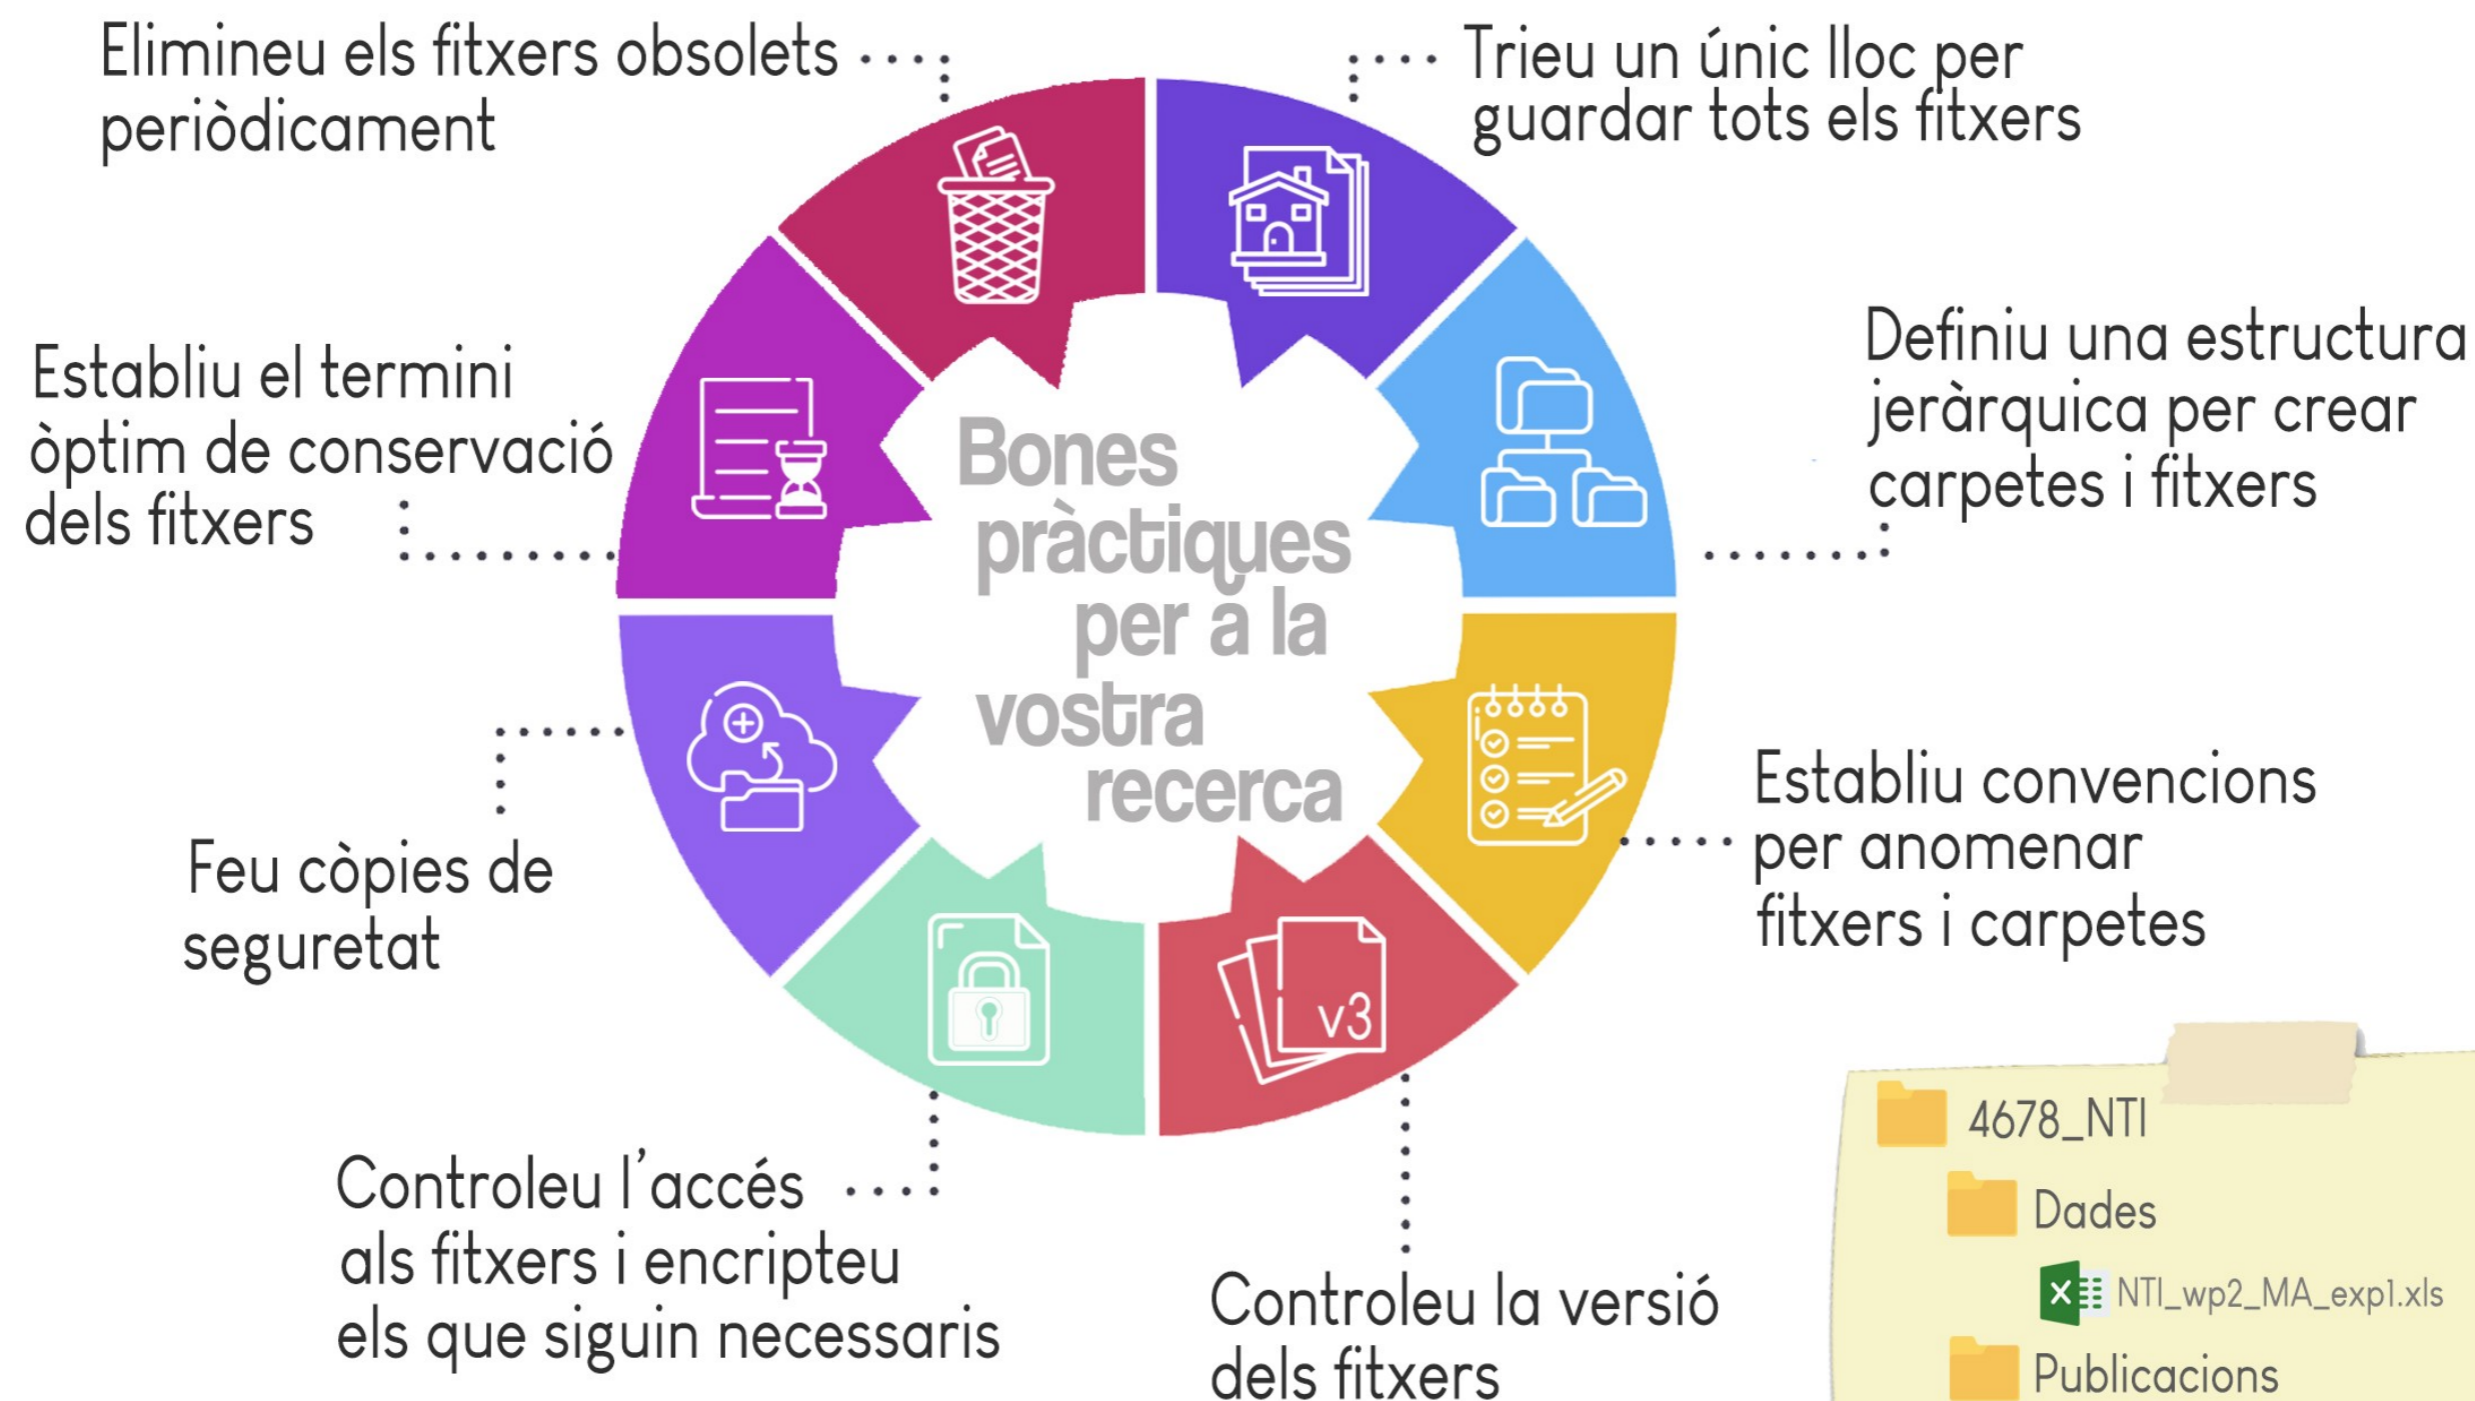 Elimineu els fitxers obsolets
periòdicament
Trieu un únic lloc per
guardar tots els fitxers
Definiu una estructura
jeràrquica per crear
carpetes i fitxers
Establiu convencions
per anomenar
fitxers i carpetes
Controleu la versió
dels fitxers
Controleu l'accés
als fitxers i encripteu
els que siguin necessaris
Feu còpies de
seguretat
Establiu el termini
òptim de conservació
dels fitxers
Bones
pràctiques
per a la
vostra
recerca
v3
4678_NTI
Dades
NTI_wp2_MA_exp1.xls
Publicacions